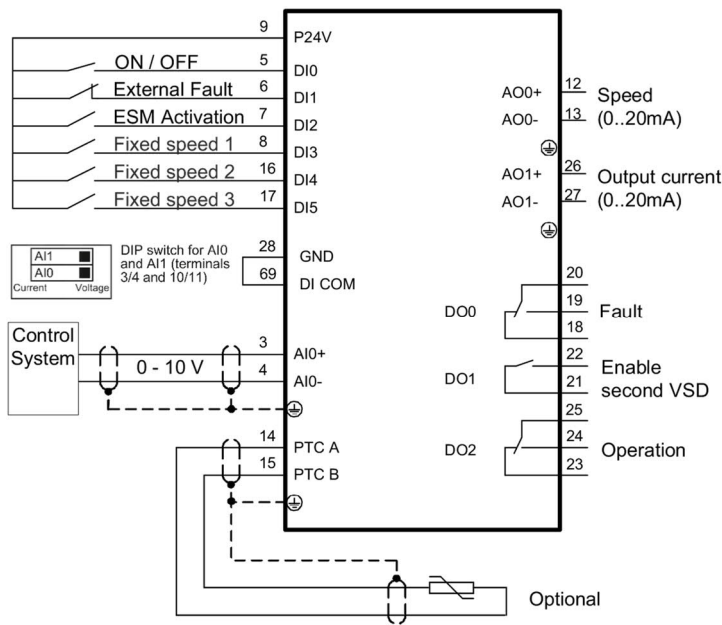 9 P24V
ON / OFF 5 DI0
External Fault 6 DI1
ESM Activation 7 DI2
Fixed speed 1 8 DI3
Fixed speed 2 16 DI4
Fixed speed 3 17 DI5
AI1
AI0
Current Voltage
DIP switch for AI0
and AI1 (terminals
3/4 and 10/11)
28 GND
69 DI COM
Control
System
0 - 10 V
3 AI0+
4 AI0-
14 PTC A
15 PTC B
AO0+ 12 Speed
AO0- 13 (0..20mA)
AO1+ 26 Output current
AO1- 27 (0..20mA)
20
DO0 19 Fault
18
22 Enable
DO1 21 second VSD
25
DO2 24 Operation
23
Optional